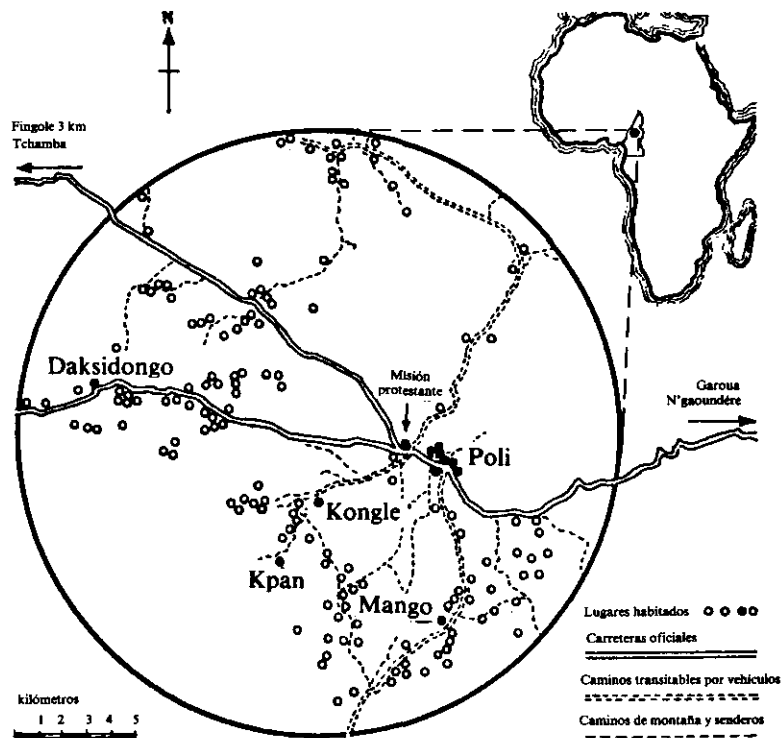 N
Fingole 3 km
Tchamba
Daksidongo
Misión
protestante
Garoua
N'gaoundére
Poli
Kongle
Kpan
Mango
Lugares habitados
Carreteras oficiales
Caminos transitables por vehículos
Caminos de montaña y senderos
kilómetros
1 2 3 4 5